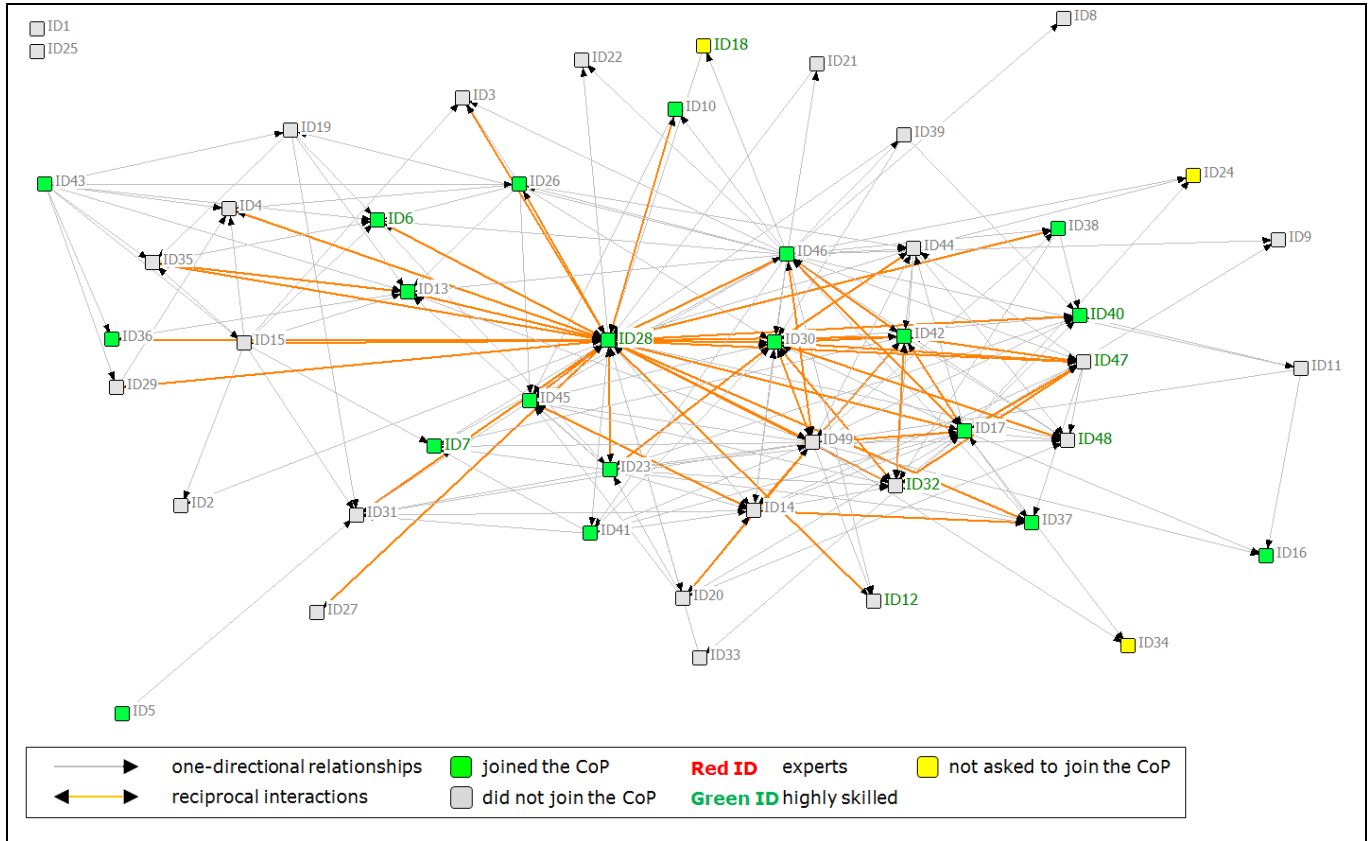 ID1
ID8
ID25
ID18
ID22
ID21
ID3
ID10
ID19
ID39
ID43
ID26
ID24
ID4
ID6
ID38
ID9
ID35
ID46
ID44
ID13
ID40
ID36
ID15
ID28
ID30
ID42
ID47
ID29
ID11
ID45
ID7
ID49
ID17
ID48
ID23
ID32
ID2
ID31
ID14
ID37
ID41
ID16
ID27
ID20
ID12
ID33
ID34
ID5
one-directional relationships joined the CoP Red ID experts not asked to join the CoP
reciprocal interactions did not join the CoP Green ID highly skilled